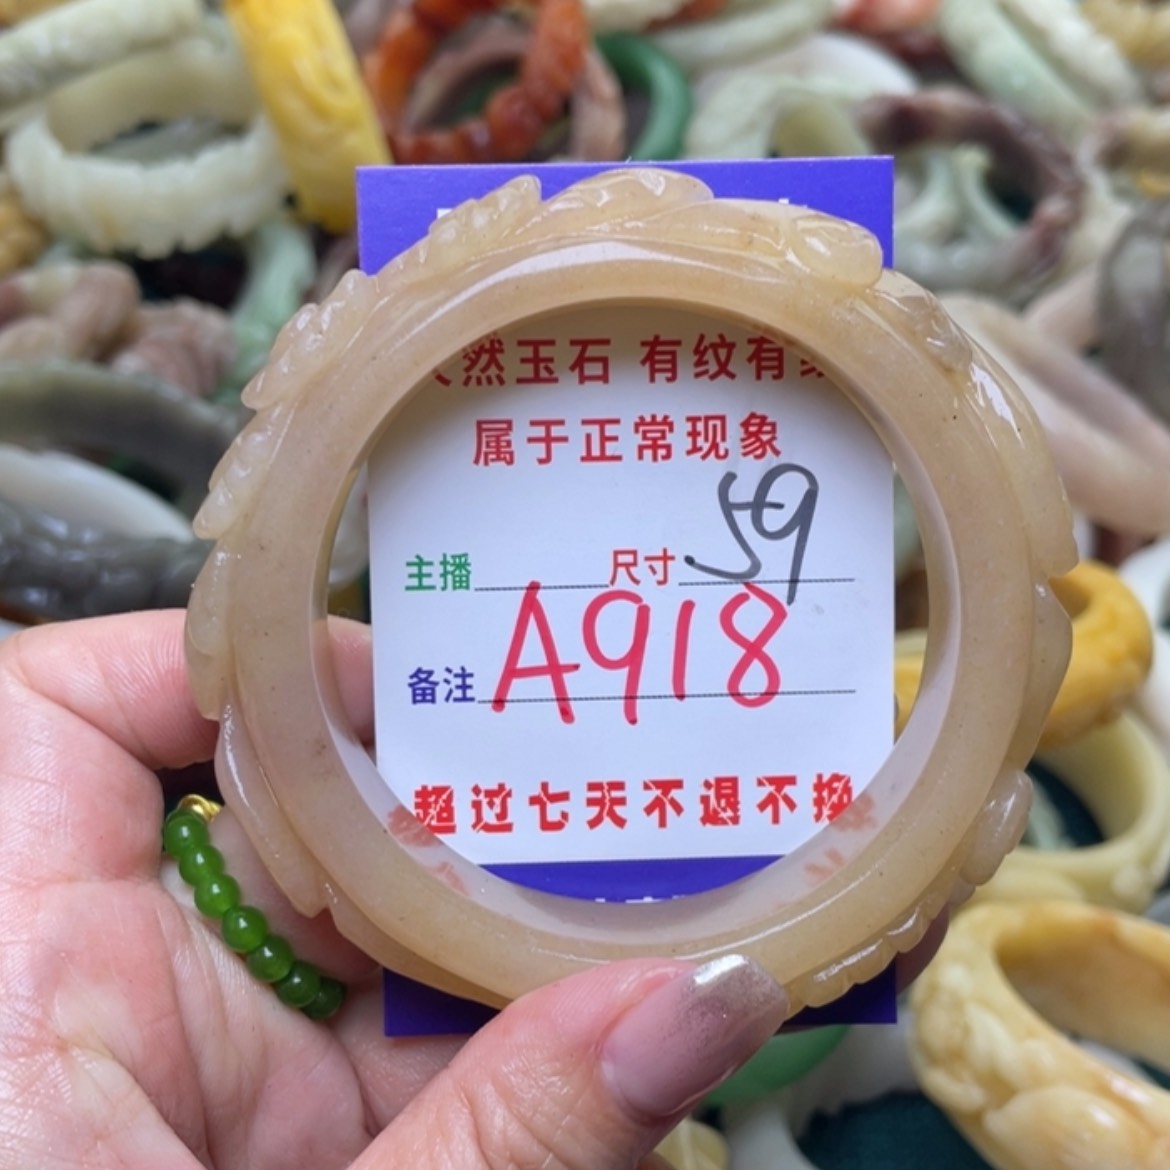 然玉石 有纹有
属于正常现象
主播 尺寸 59
备注 A918
超过七天不退不换